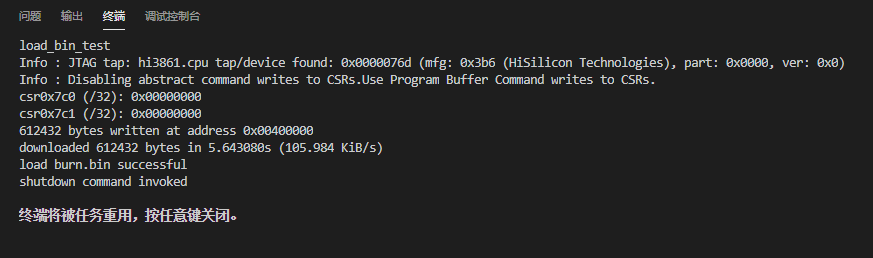 问题 输出 终端 调试控制台
load_bin_test
Info : JTAG tap: hi3861.cpu tap/device found: 0x0000076d (mfg: 0x3b6 (HiSilicon Technologies), part: 0x0000, ver: 0x0)
Info : Disabling abstract command writes to CSRs.Use Program Buffer Command writes to CSRs.
csr0x7c0 (/32): 0x00000000
csr0x7c1 (/32): 0x00000000
612432 bytes written at address 0x00400000
downloaded 612432 bytes in 5.643080s (105.984 KiB/s)
load burn.bin successful
shutdown command invoked
终端将被任务重用，按任意键关闭。